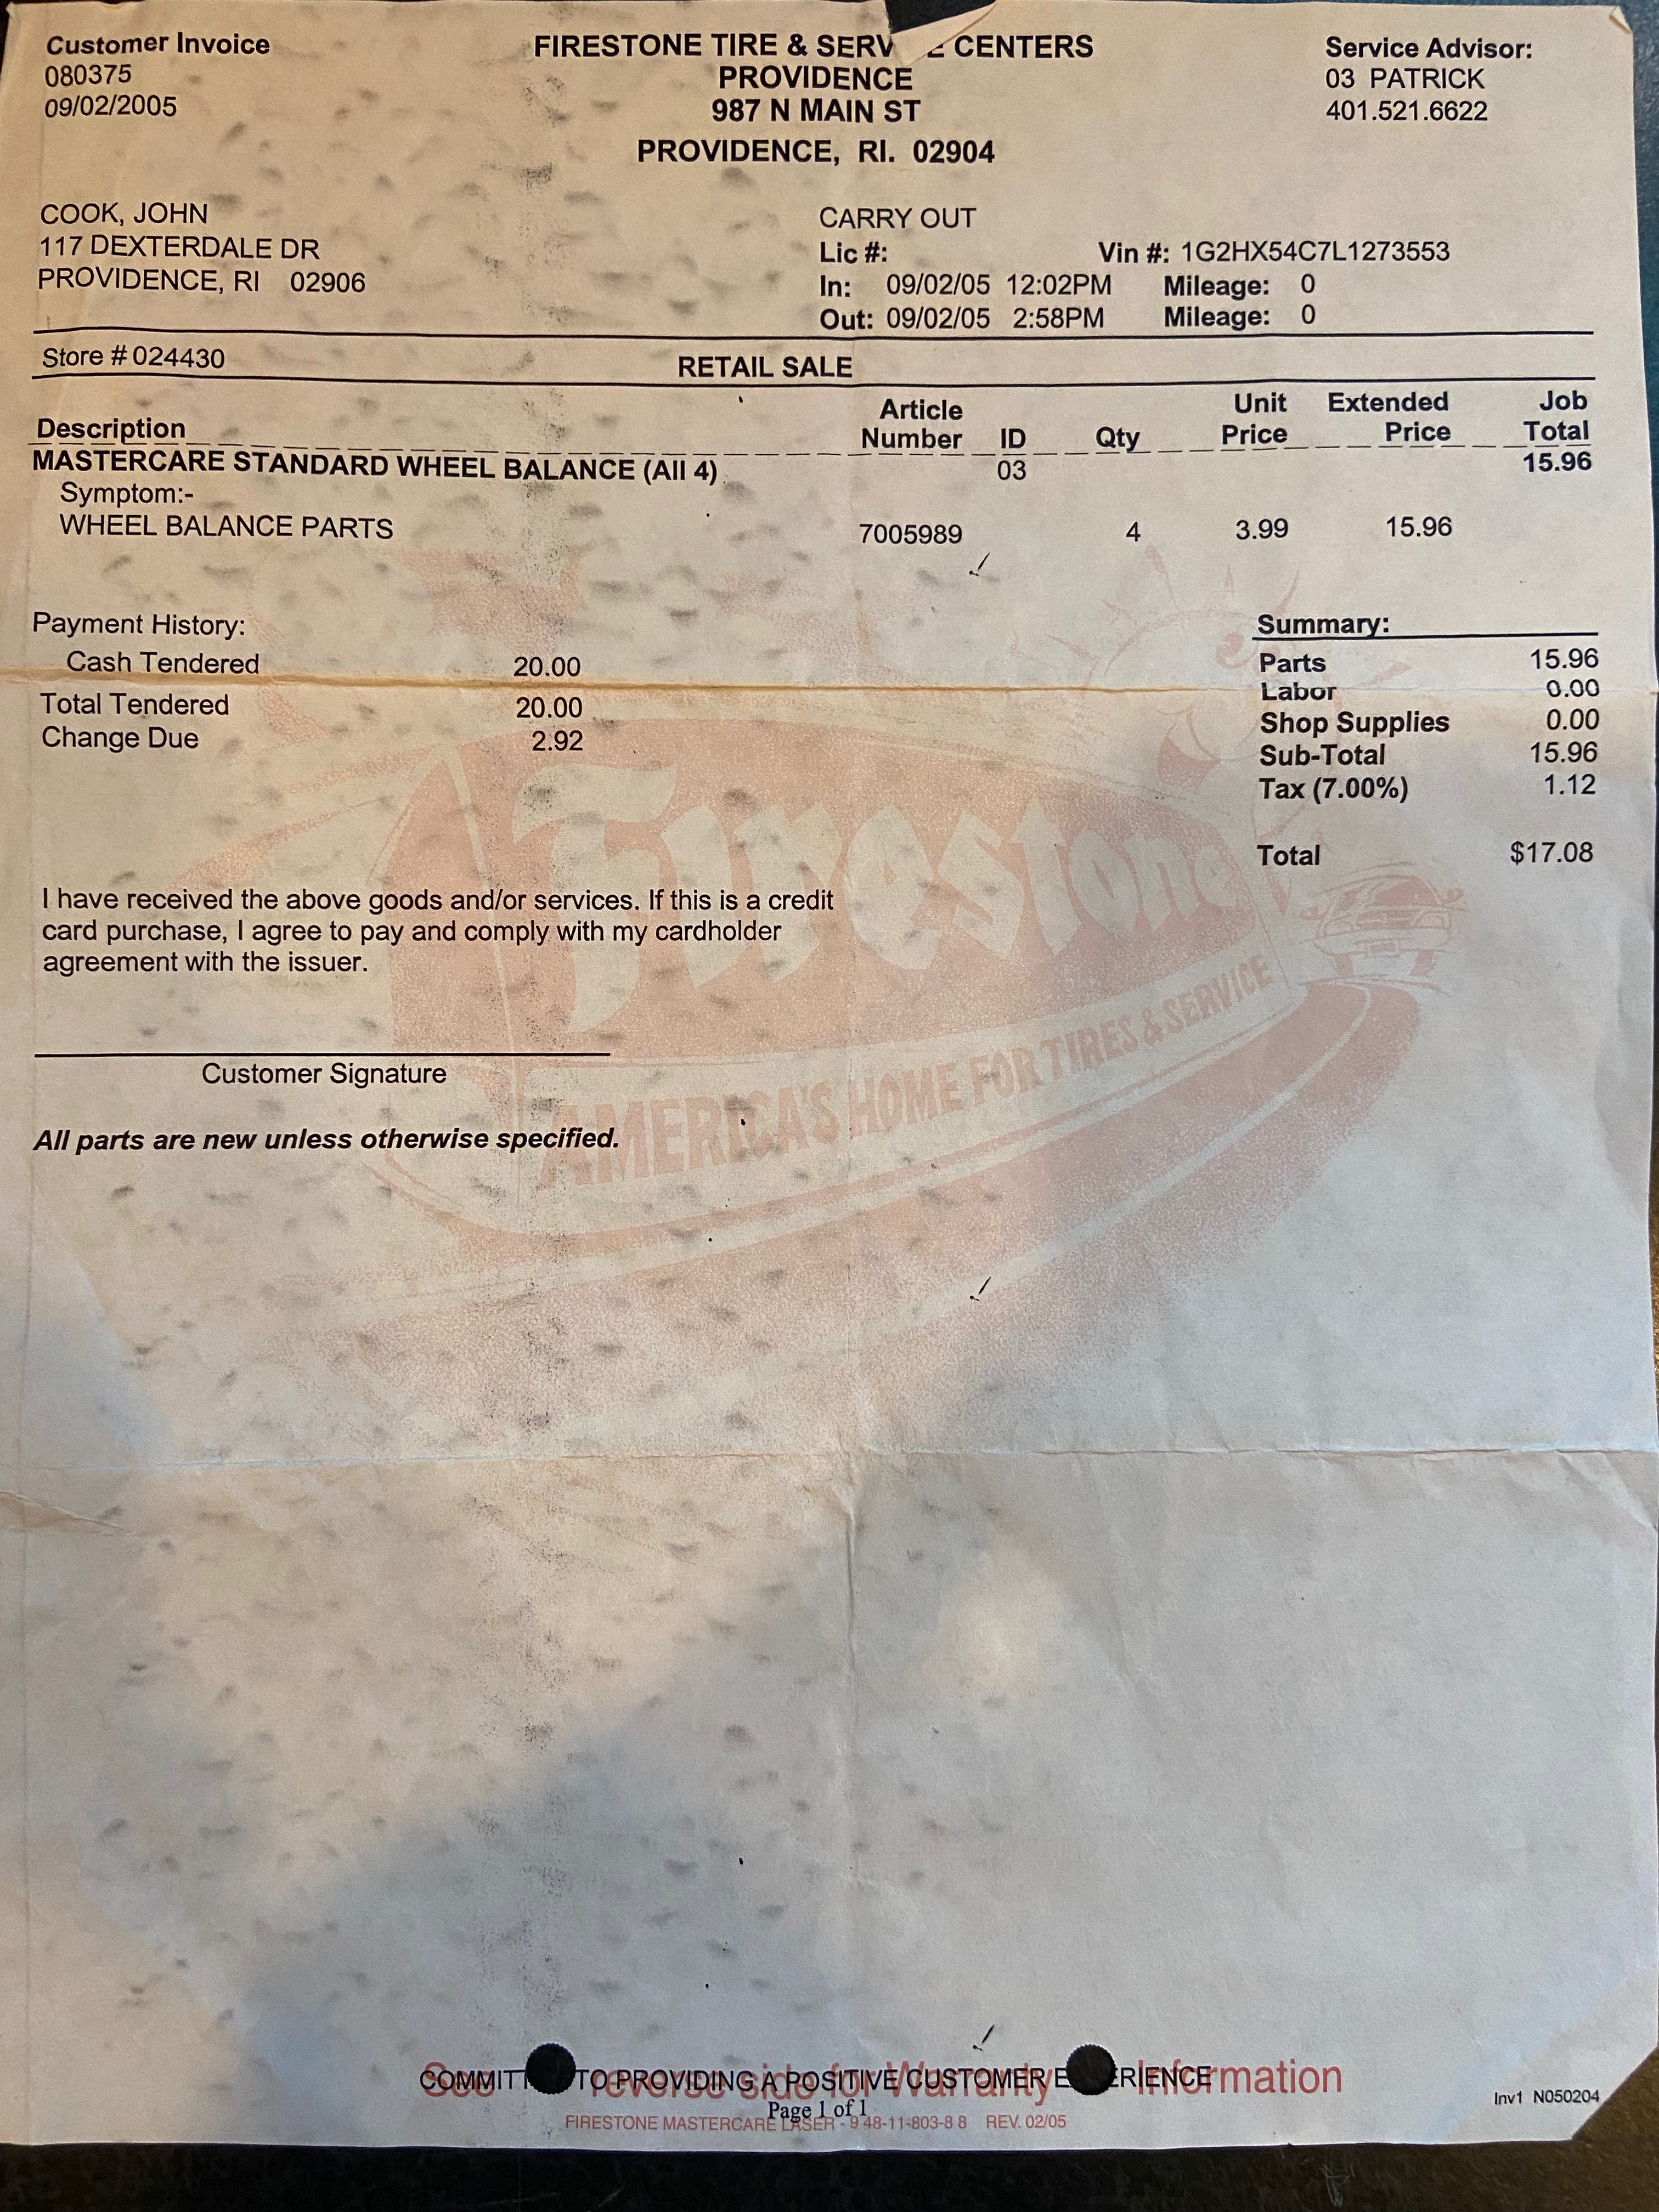 Customer Invoice
080375
09/02/2005
FIRESTONE TIRE & SERV E CENTERS
PROVIDENCE
987 N MAIN ST
PROVIDENCE, RI. 02904
Service Advisor:
03 PATRICK
401.521.6622
COOK, JOHN
117 DEXTERDALE DR
PROVIDENCE, RI 02906
CARRY OUT
Lic #: Vin #: 1G2HX54C7L1273553
In: 09/02/05 12:02PM Mileage: 0
Out: 09/02/05 2:58PM Mileage: 0
Store # 024430
RETAIL SALE
Description Article Number ID Qty Unit Price Extended Price Job Total
MASTERCARE STANDARD WHEEL BALANCE (All 4) 03 15.96
Symptom:-
WHEEL BALANCE PARTS 7005989 4 3.99 15.96
Payment History:
Cash Tendered 20.00
Total Tendered 20.00
Change Due 2.92
Summary:
Parts 15.96
Labor 0.00
Shop Supplies 0.00
Sub-Total 15.96
Tax (7.00%) 1.12
Total $17.08
Firestone
AMERICA'S HOME FOR TIRES & SERVICE
I have received the above goods and/or services. If this is a credit
card purchase, I agree to pay and comply with my cardholder
agreement with the issuer.
Customer Signature
All parts are new unless otherwise specified.
See reverse side for Warranty Information
COMMITT TO PROVIDING A POSITIVE CUSTOMER E ERIENCE
Page 1 of 1
FIRESTONE MASTERCARE LASER - 9 48-11-803-8 8 REV. 02/05
Inv1 N050204